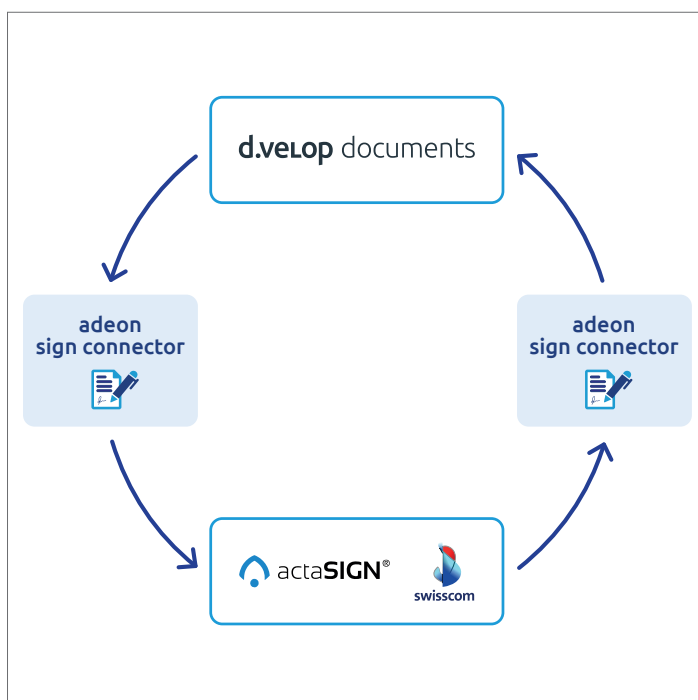 d.velop documents
adeon
sign connector
adeon
sign connector
actaSIGN®
swisscom